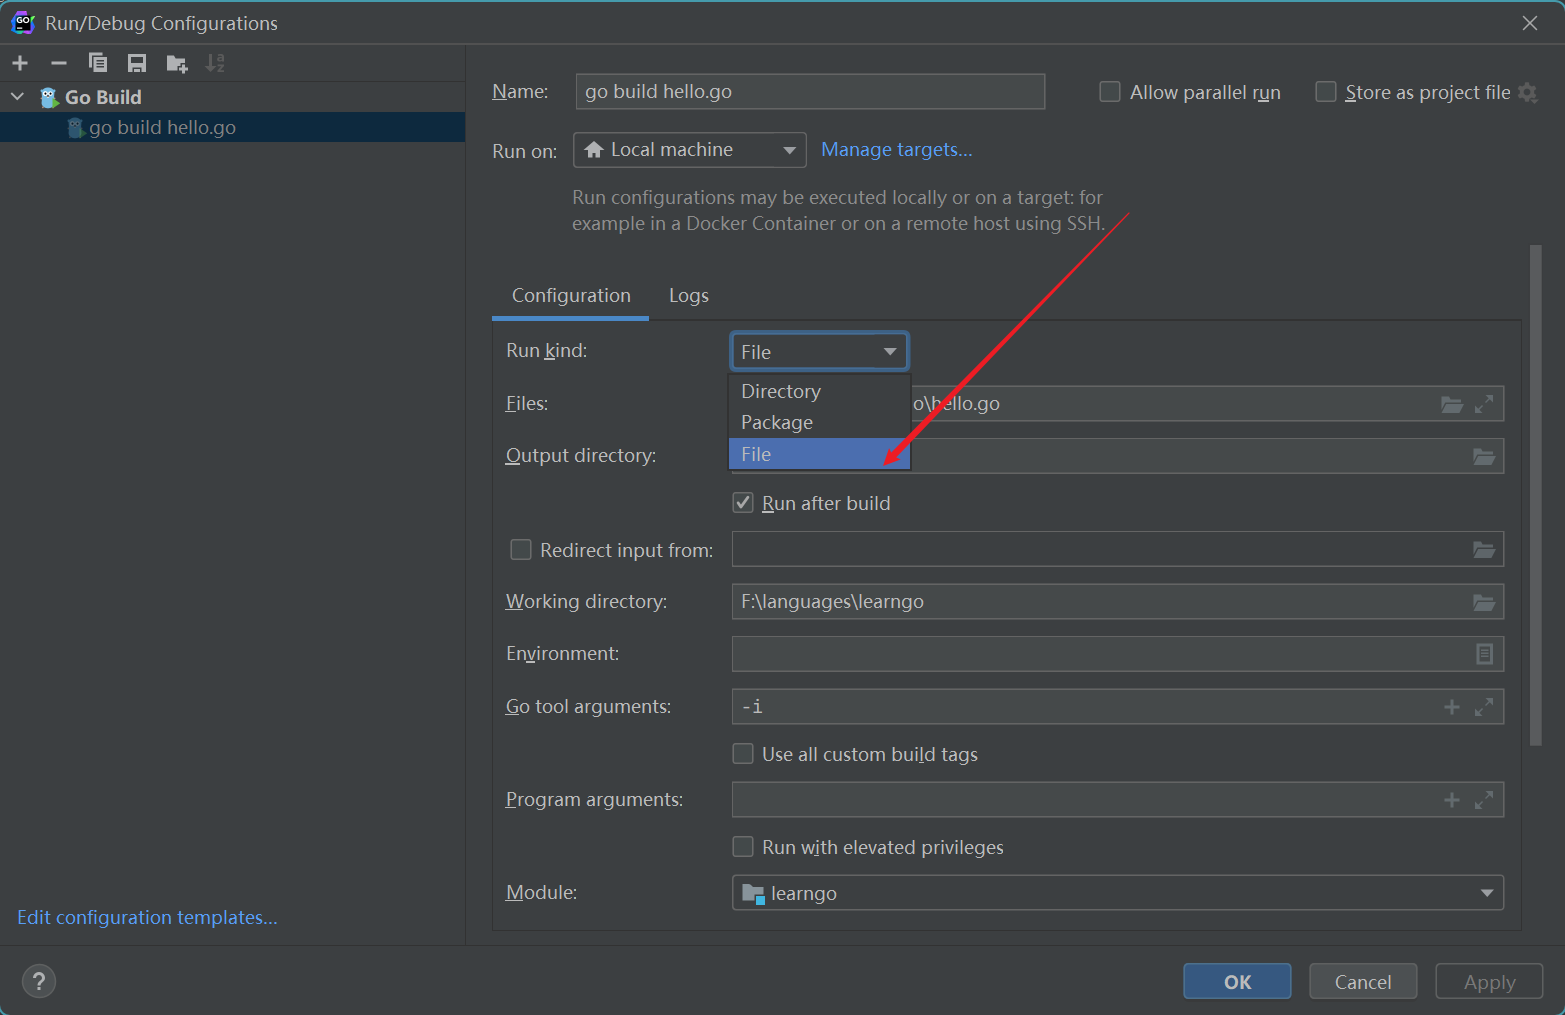 Run/Debug Configurations
Go Build
go build hello.go
Edit configuration templates...
Name:
go build hello.go
Allow parallel run
Store as project file
Run on:
Local machine
Manage targets...
Run configurations may be executed locally or on a target: for
example in a Docker Container or on a remote host using SSH.
Configuration
Logs
Run kind:
File
Directory
Package
File
Files:
o\hello.go
Output directory:
Run after build
Redirect input from:
Working directory:
F:\languages\learngo
Environment:
Go tool arguments:
-i
Use all custom build tags
Program arguments:
Run with elevated privileges
Module:
learngo
?
OK
Cancel
Apply